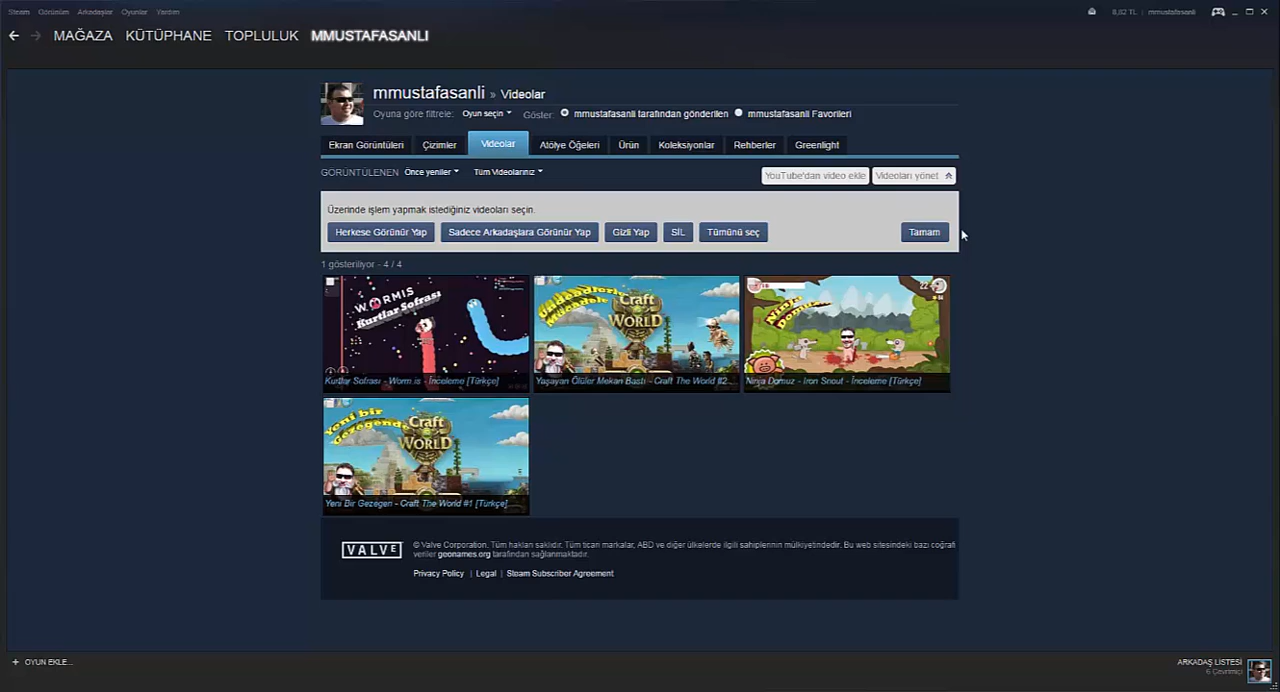 Steam Görünüm Arkadaşlar Oyunlar Yardım
8,02 TL mmustafasanli
MAĞAZA KÜTÜPHANE TOPLULUK MMUSTAFASANLI
mmustafasanli » Videolar
Oyuna göre filtrele: Oyun seçin Göster: mmustafasanli tarafından gönderilen mmustafasanli Favorileri
Ekran Görüntüleri Çizimler Videolar Atölye Öğeleri Ürün Koleksiyonlar Rehberler Greenlight
GÖRÜNTÜLENEN Önce yeniler Tüm Videolarınız YouTube'dan video ekle Videoları yönet
Üzerinde işlem yapmak istediğiniz videoları seçin.
Herkese Görünür Yap Sadece Arkadaşlara Görünür Yap Gizli Yap SİL Tümünü seç Tamam
1 gösteriliyor - 4 / 4
WORMIS
Kurtlar Sofrası
Kurtlar Sofrası - Worm.is - İnceleme [Türkçe]
Mücadele
Craft
The
WORLD
Yaşayan Ölüler Mekan Bastı - Craft The World #2...
Ninja
Domuz
Ninja Domuz - Iron Snout - İnceleme [Türkçe]
Yeni bir
Gezegende
Craft
The
WORLD
Yeni Bir Gezegen - Craft The World #1 [Türkçe]
VALVE
© Valve Corporation. Tüm hakları saklıdır. Tüm ticari markalar, ABD ve diğer ülkelerde ilgili sahiplerinin mülkiyetindedir. Bu web sitesindeki bazı coğrafi
veriler geonames.org tarafından sağlanmaktadır.
Privacy Policy | Legal | Steam Subscriber Agreement
+ OYUN EKLE...
ARKADAŞ LİSTESİ
6 Çevrimiçi